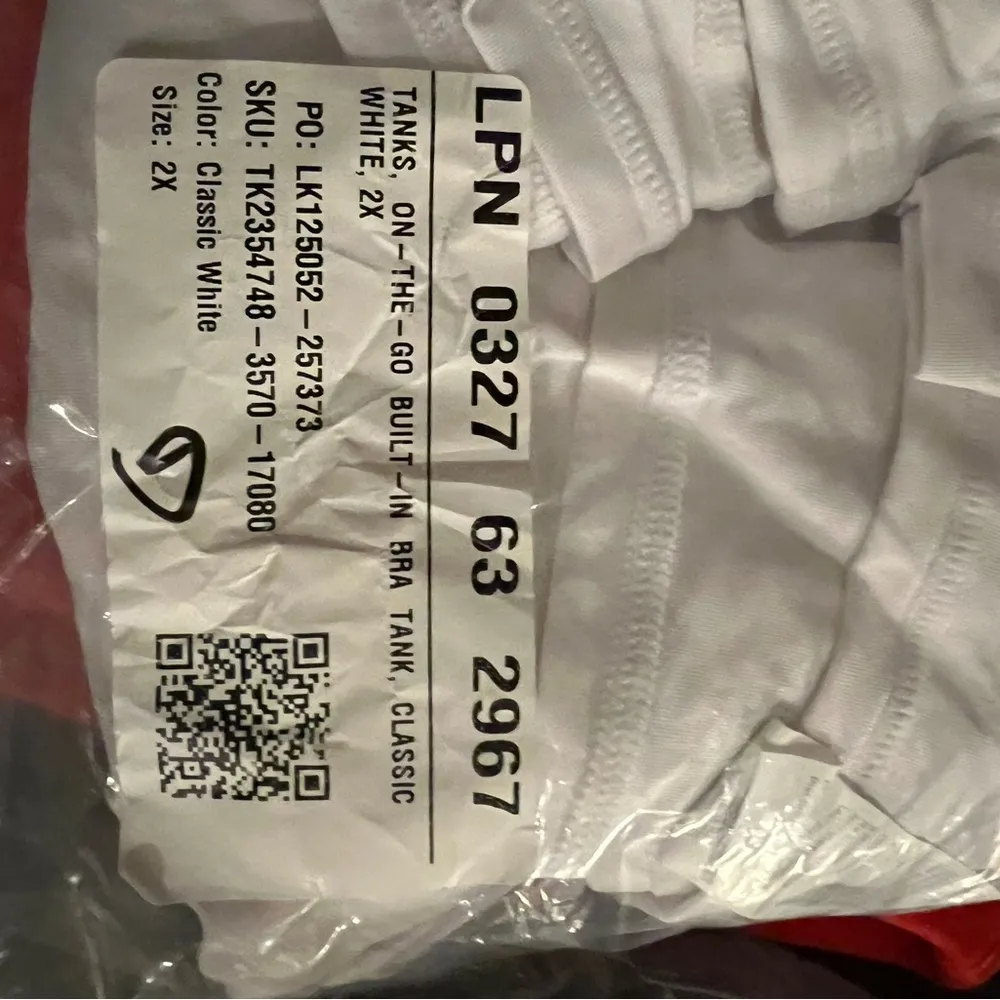 LPN 0327 63 2967
TANKS, ON-THE-GO BUILT-IN BRA TANK, CLASSIC
WHITE, 2X
PO: LK125052-257373
SKU: TK2354748-3570-17080
Color: Classic White
Size: 2X